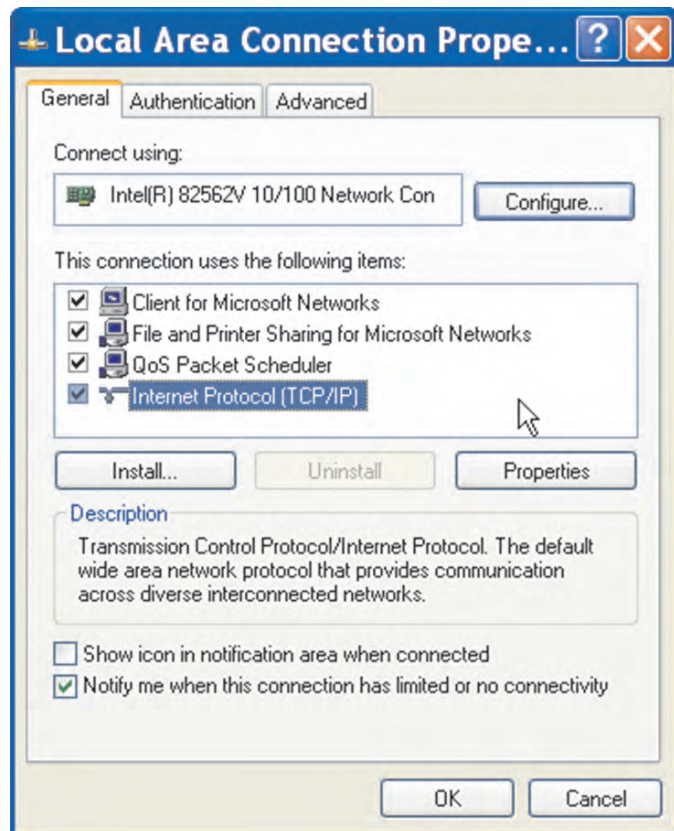 Local Area Connection Prope...
General Authentication Advanced
Connect using:
Intel(R) 82562V 10/100 Network Con
Configure...
This connection uses the following items:
Client for Microsoft Networks
File and Printer Sharing for Microsoft Networks
QoS Packet Scheduler
Internet Protocol (TCP/IP)
Install... Uninstall Properties
Description
Transmission Control Protocol/Internet Protocol. The default
wide area network protocol that provides communication
across diverse interconnected networks.
Show icon in notification area when connected
Notify me when this connection has limited or no connectivity
OK Cancel